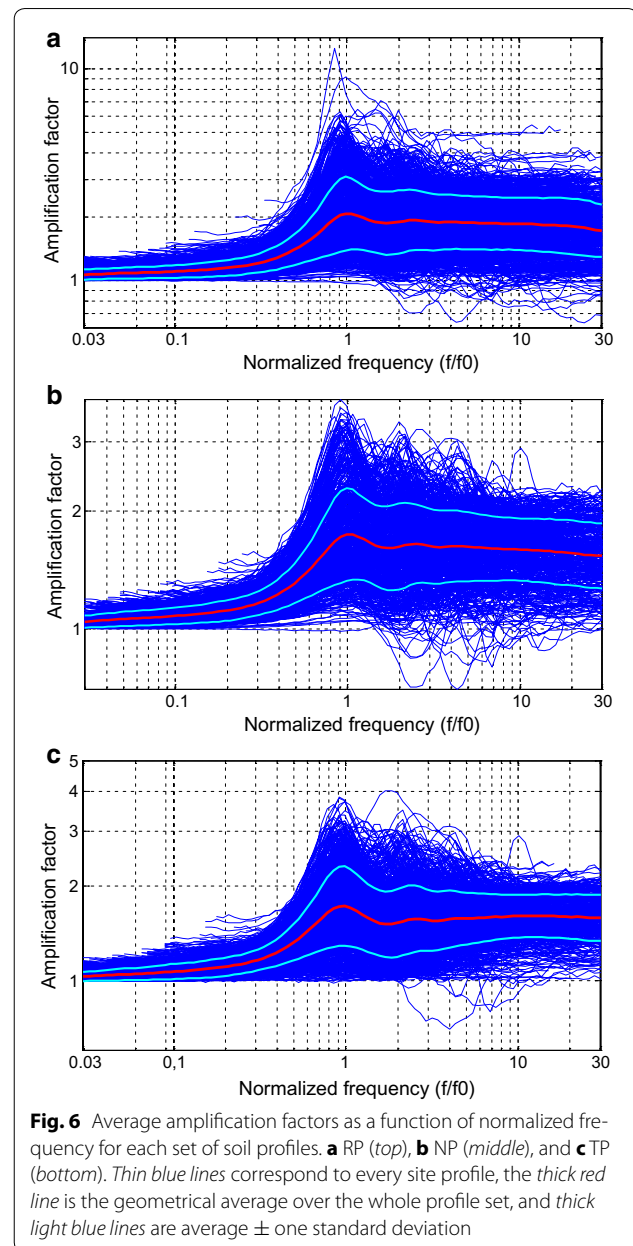 a
10
1
Amplification factor
0.03 0.1 1 10 30
Normalized frequency (f/f0)
b
3
2
1
Amplification factor
0.1 1 10 30
Normalized frequency (f/f0)
c
5
4
3
2
1
Amplification factor
0.03 0,1 1 10 30
Normalized frequency (f/f0)
Fig. 6 Average amplification factors as a function of normalized fre-
quency for each set of soil profiles. a RP (top), b NP (middle), and c TP
(bottom). Thin blue lines correspond to every site profile, the thick red
line is the geometrical average over the whole profile set, and thick
light blue lines are average ± one standard deviation